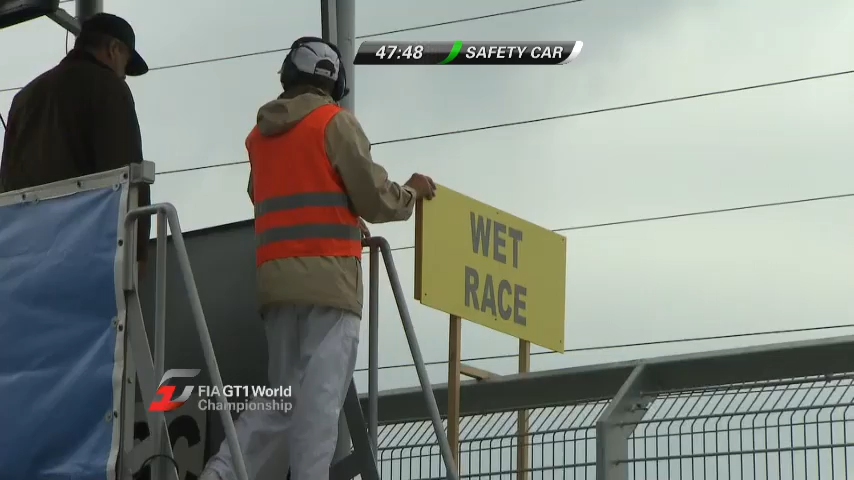 47:48 SAFETY CAR
WET
RACE
FIA GT1 World
Championship